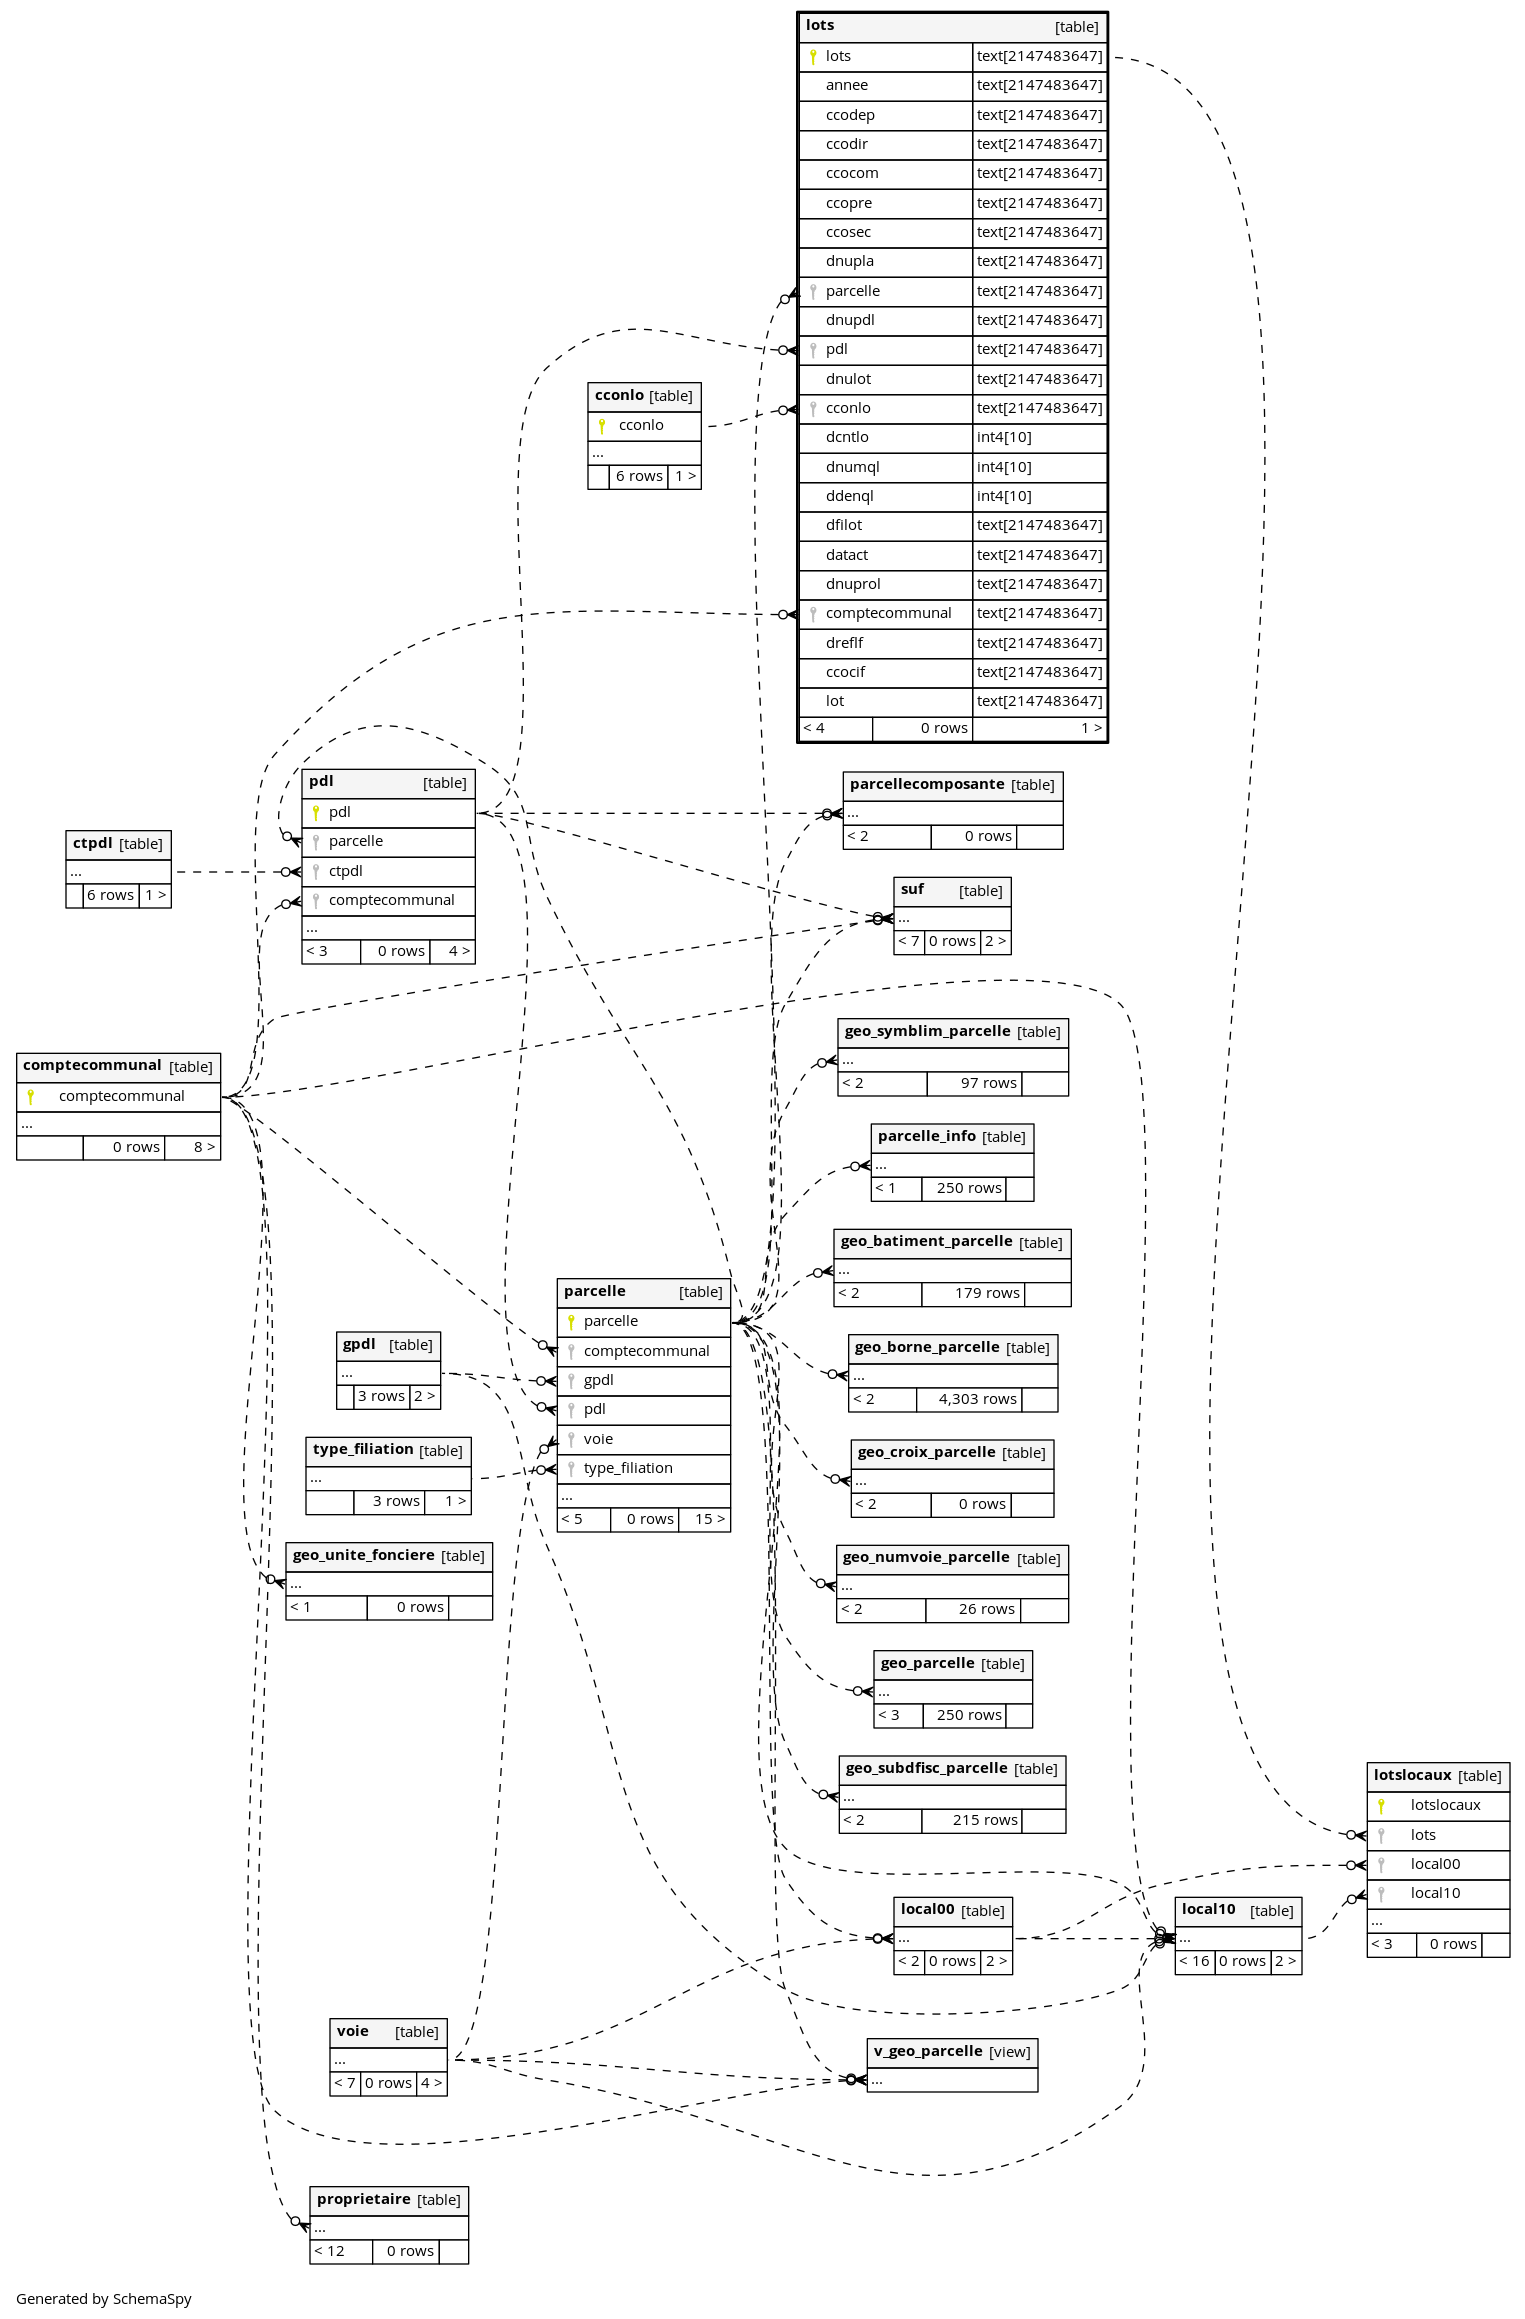 lots [table]
lots text[2147483647]
annee text[2147483647]
ccodep text[2147483647]
ccodir text[2147483647]
ccocom text[2147483647]
ccopre text[2147483647]
ccosec text[2147483647]
dnupla text[2147483647]
parcelle text[2147483647]
dnupdl text[2147483647]
pdl text[2147483647]
dnulot text[2147483647]
cconlo text[2147483647]
dcntlo int4[10]
dnumql int4[10]
ddenql int4[10]
dfilot text[2147483647]
datact text[2147483647]
dnuprol text[2147483647]
comptecommunal text[2147483647]
dreflf text[2147483647]
ccocif text[2147483647]
lot text[2147483647]
< 4 0 rows 1 >
cconlo [table]
cconlo
...
6 rows 1 >
pdl [table]
pdl
parcelle
ctpdl
comptecommunal
...
< 3 0 rows 4 >
parcellecomposante [table]
...
< 2 0 rows
ctpdl [table]
...
6 rows 1 >
suf [table]
...
< 7 0 rows 2 >
comptecommunal [table]
comptecommunal
...
0 rows 8 >
geo_symblim_parcelle [table]
...
< 2 97 rows
parcelle_info [table]
...
< 1 250 rows
geo_batiment_parcelle [table]
...
< 2 179 rows
parcelle [table]
parcelle
comptecommunal
gpdl
pdl
voie
type_filiation
...
< 5 0 rows 15 >
gpdl [table]
...
3 rows 2 >
geo_borne_parcelle [table]
...
< 2 4,303 rows
type_filiation [table]
...
3 rows 1 >
geo_croix_parcelle [table]
...
< 2 0 rows
geo_unite_fonciere [table]
...
< 1 0 rows
geo_numvoie_parcelle [table]
...
< 2 26 rows
geo_parcelle [table]
...
< 3 250 rows
geo_subdfisc_parcelle [table]
...
< 2 215 rows
lotslocaux [table]
lotslocaux
lots
local00
local10
...
< 3 0 rows
local00 [table]
...
< 2 0 rows 2 >
local10 [table]
...
< 16 0 rows 2 >
voie [table]
...
< 7 0 rows 4 >
v_geo_parcelle [view]
...
proprietaire [table]
...
< 12 0 rows
Generated by SchemaSpy